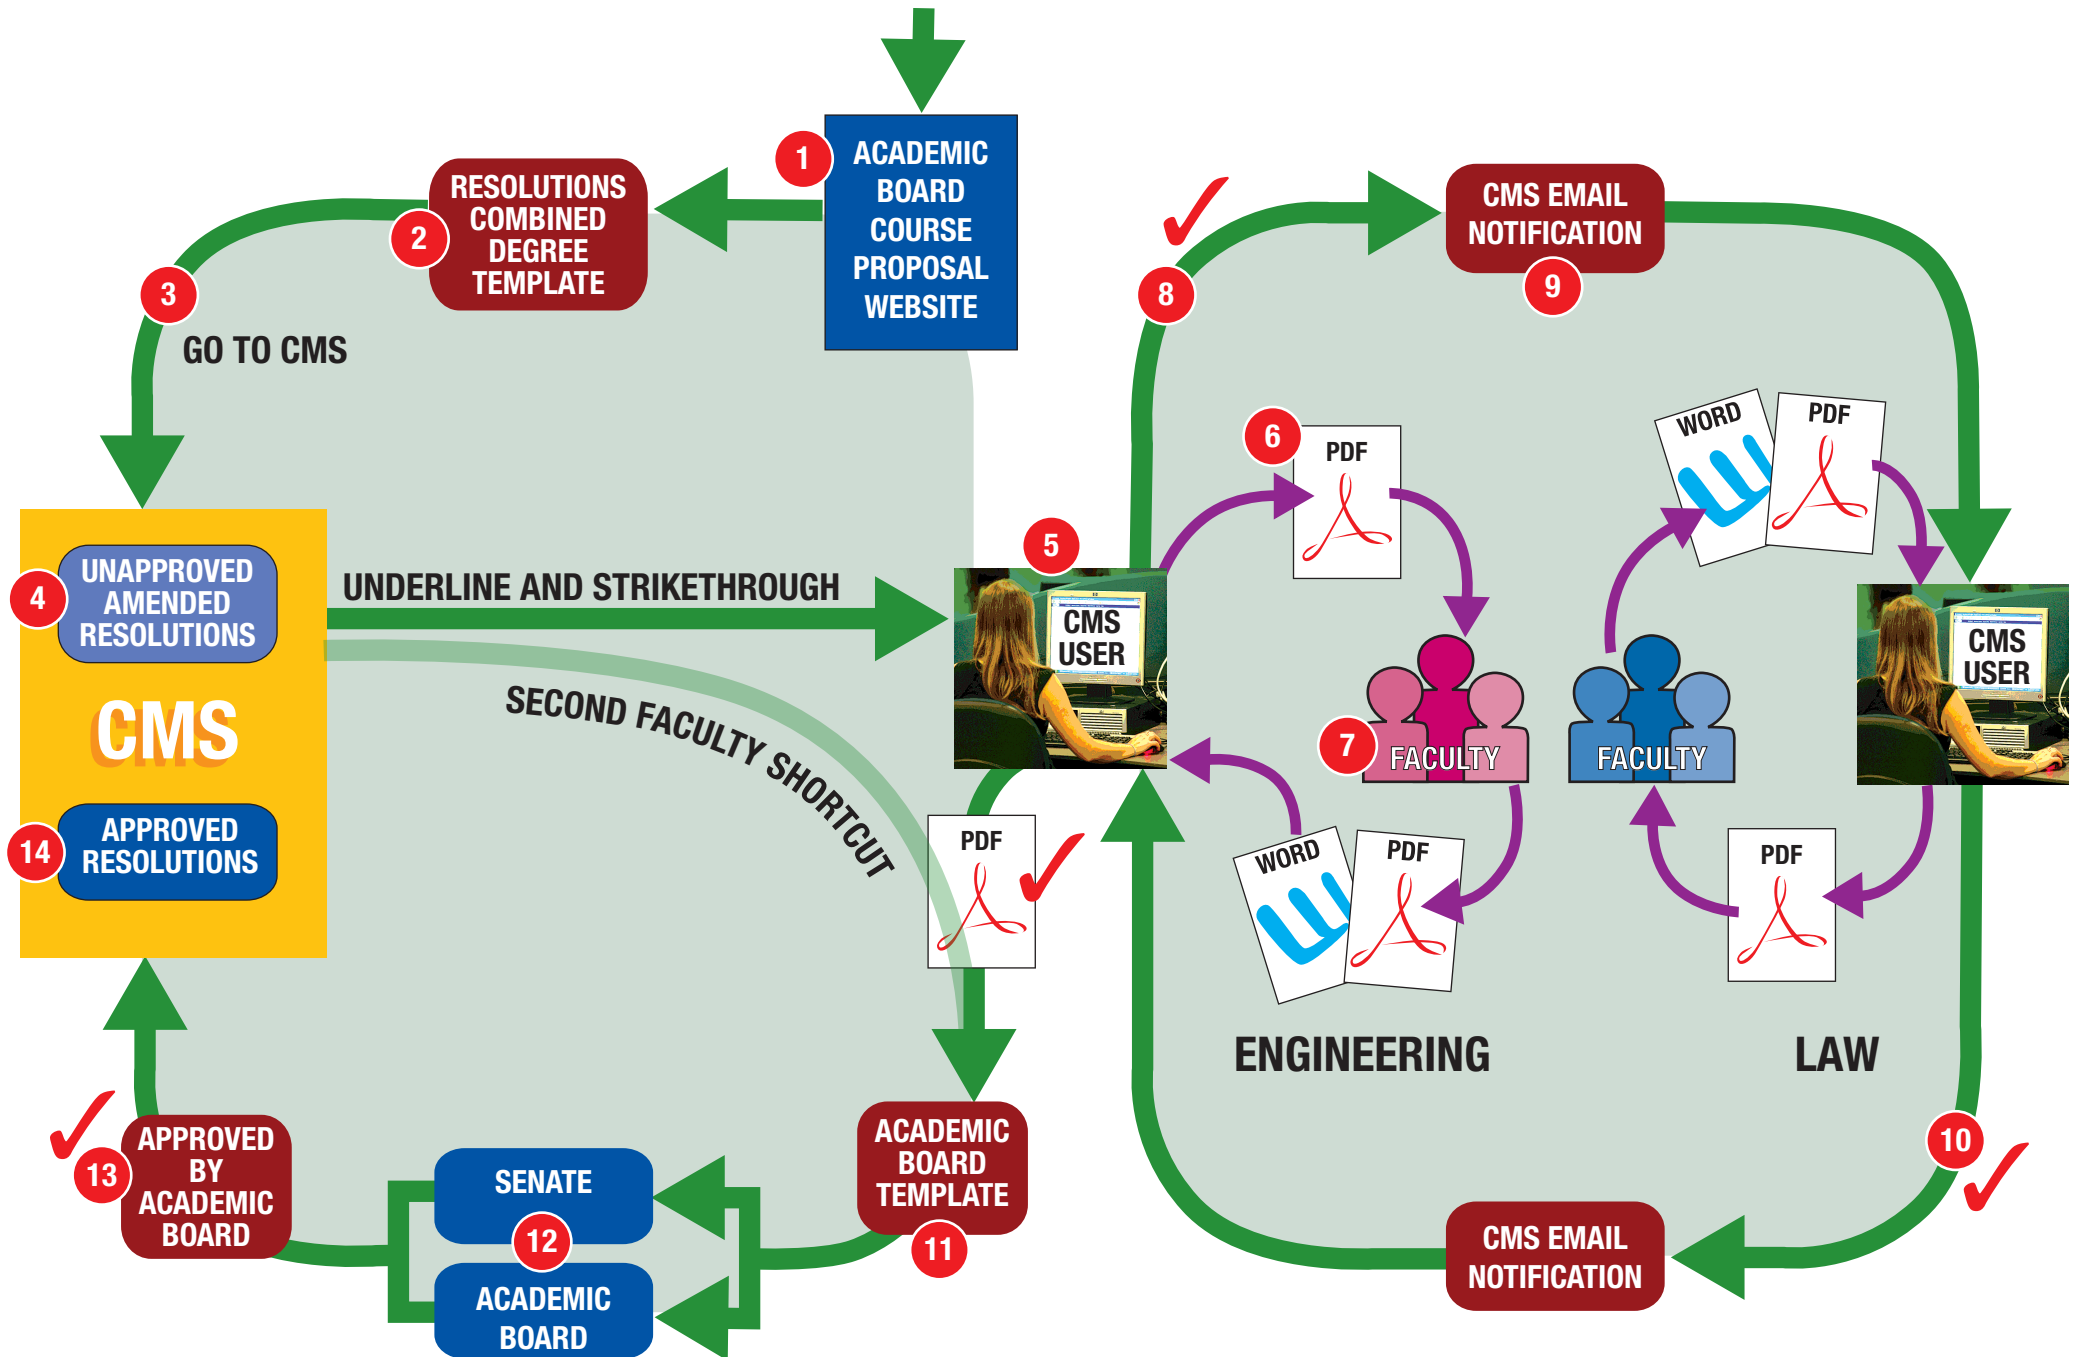 1
ACADEMIC
BOARD
COURSE
PROPOSAL
WEBSITE
2
RESOLUTIONS
COMBINED
DEGREE
TEMPLATE
3
GO TO CMS
4
UNAPPROVED
AMENDED
RESOLUTIONS
CMS
14
APPROVED
RESOLUTIONS
UNDERLINE AND STRIKETHROUGH
SECOND FACULTY SHORTCUT
5
CMS
USER
6
PDF
7
FACULTY
WORD
PDF
ENGINEERING
8
CMS EMAIL
NOTIFICATION
9
WORD
PDF
CMS
USER
FACULTY
PDF
LAW
10
CMS EMAIL
NOTIFICATION
PDF
ACADEMIC
BOARD
TEMPLATE
11
SENATE
12
ACADEMIC
BOARD
13
APPROVED
BY
ACADEMIC
BOARD